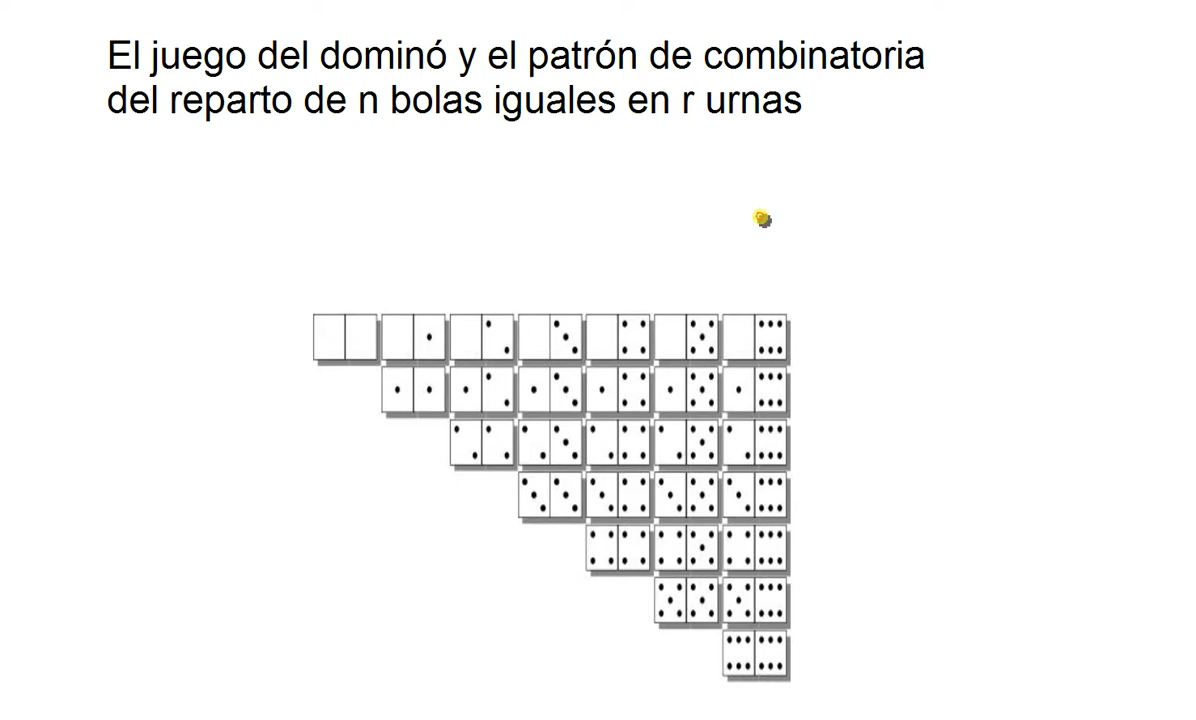 El juego del dominó y el patrón de combinatoria
del reparto de n bolas iguales en r urnas